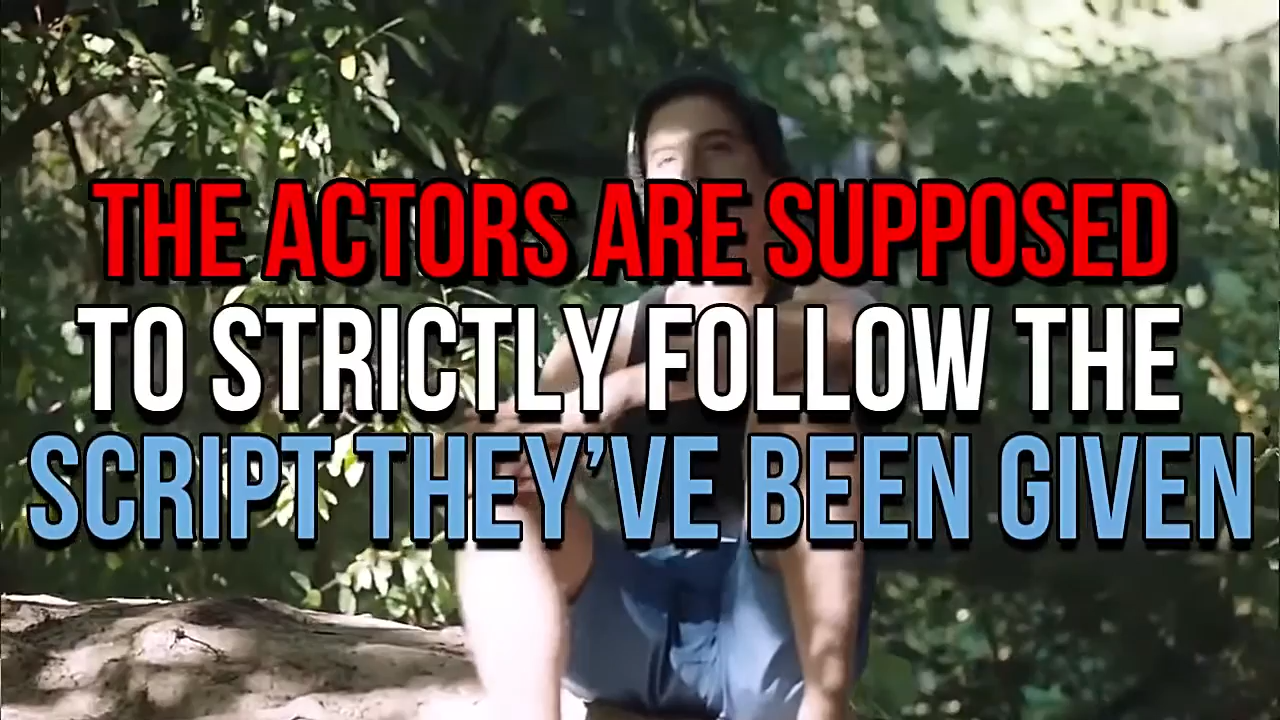 THE ACTORS ARE SUPPOSED
TO STRICTLY FOLLOW THE
SCRIPT THEY'VE BEEN GIVEN